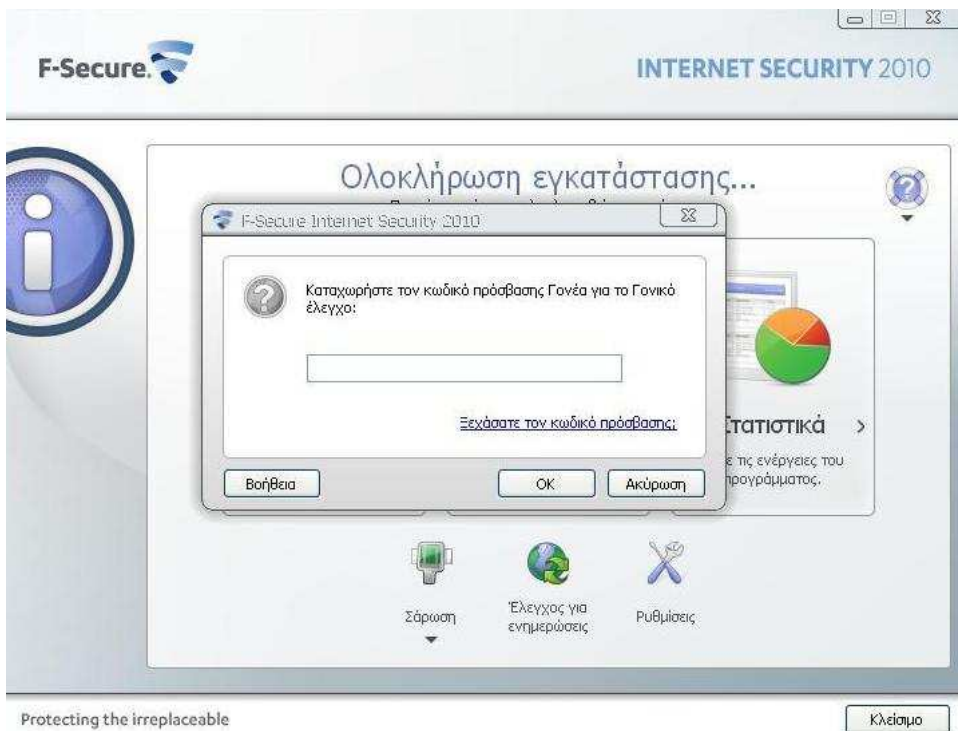 F-Secure.
INTERNET SECURITY 2010
Ολοκλήρωση εγκατάστασης...
F-Secure Internet Security 2010
Καταχωρήστε τον κωδικό πρόσβασης Γονέα για το Γονικό
έλεγχο:
Ξεχάσατε τον κωδικό πρόσβασης;
Βοήθεια
OK
Ακύρωση
τις ενέργειες του
προγράμματος.
Σάρωση
Έλεγχος για
ενημερώσεις
Ρυθμίσεις
Protecting the irreplaceable
Κλείσιμο